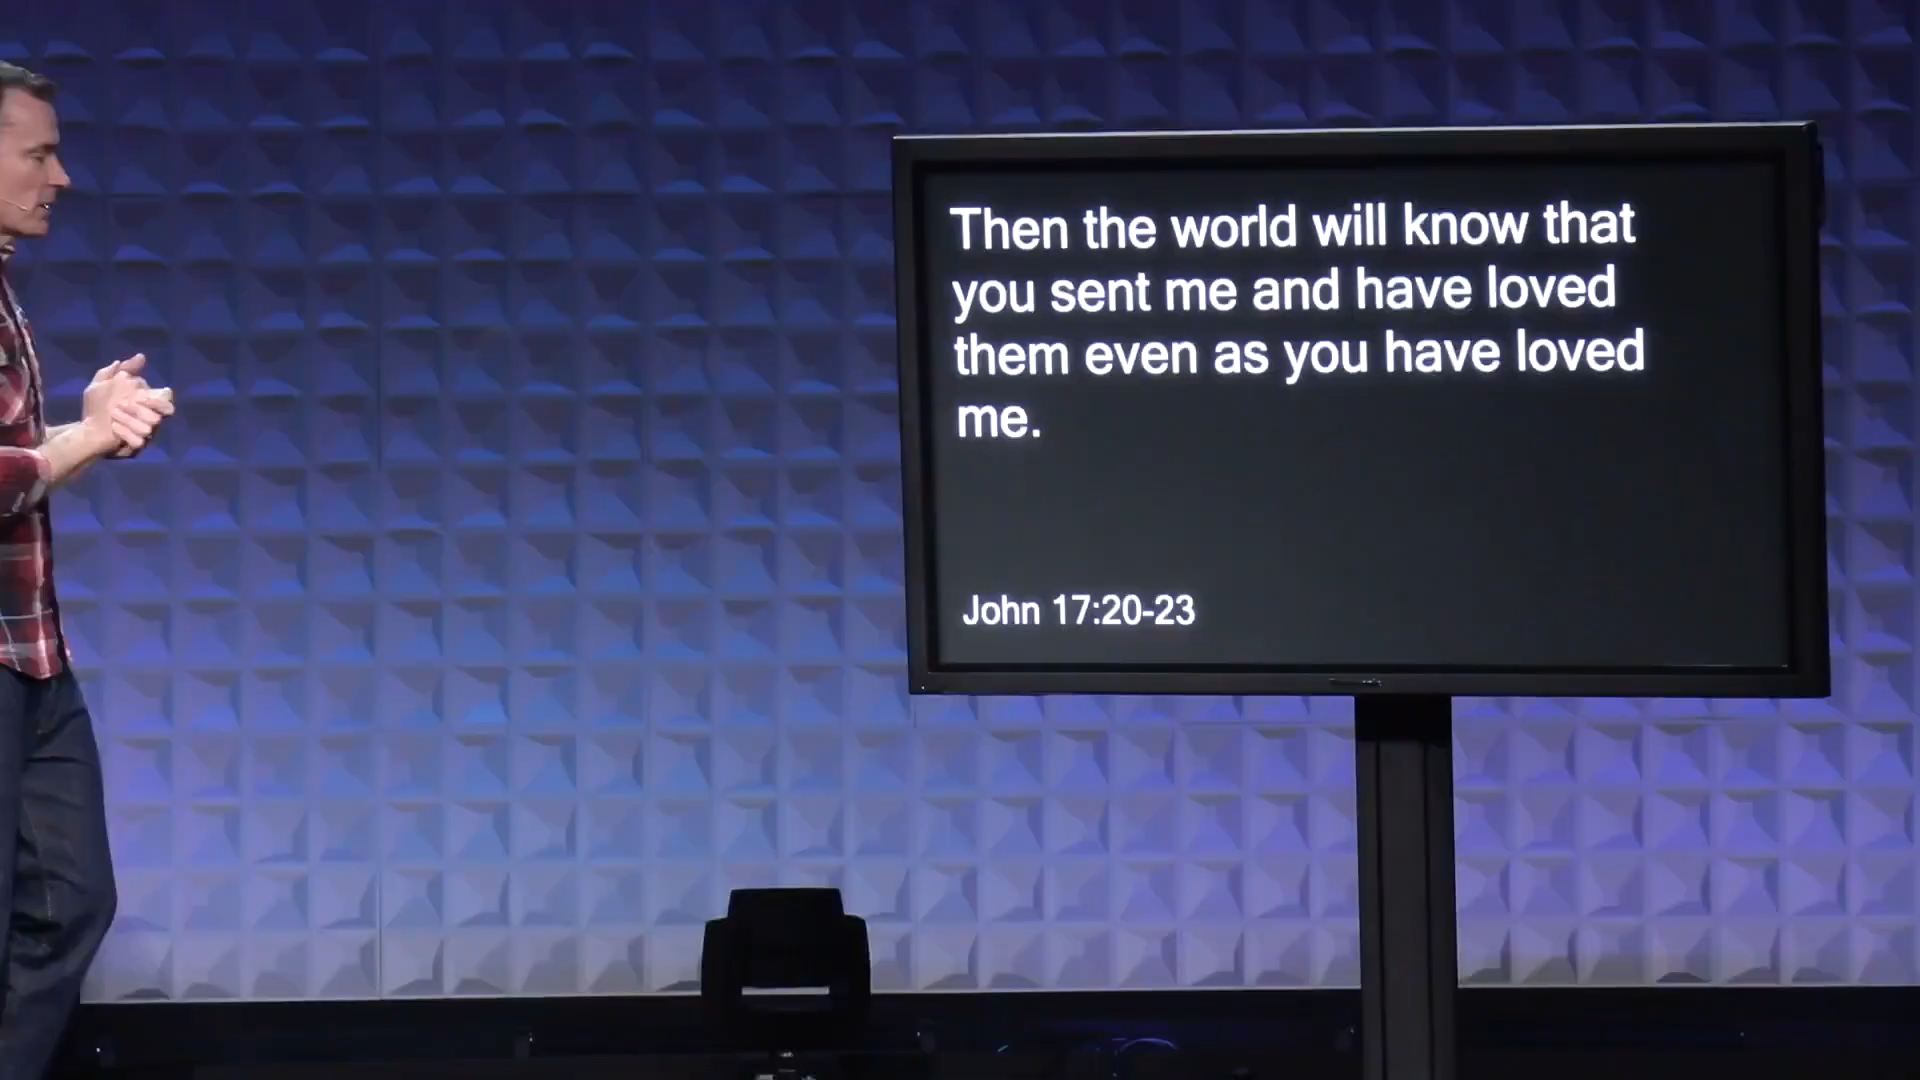 Then the world will know that
you sent me and have loved
them even as you have loved
me.
John 17:20-23